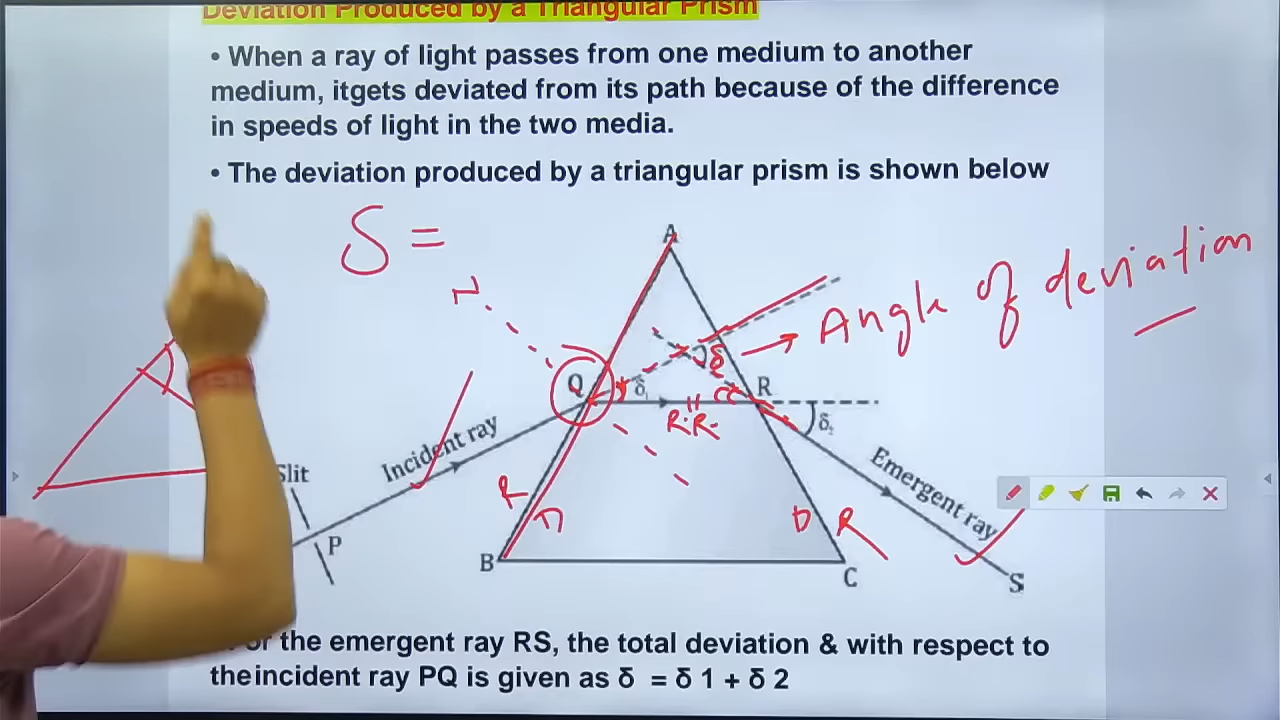 Deviation Produced by a Triangular Prism
• When a ray of light passes from one medium to another
medium, itgets deviated from its path because of the difference
in speeds of light in the two media.
• The deviation produced by a triangular prism is shown below
δ =
A
N
Angle of deviation
δ
Q
δ₁
R
R.R.
δ₂
Incident ray
Slit
Emergent ray
R
D
D
R
P
B
C
S
the emergent ray RS, the total deviation & with respect to
theincident ray PQ is given as δ = δ 1 + δ 2